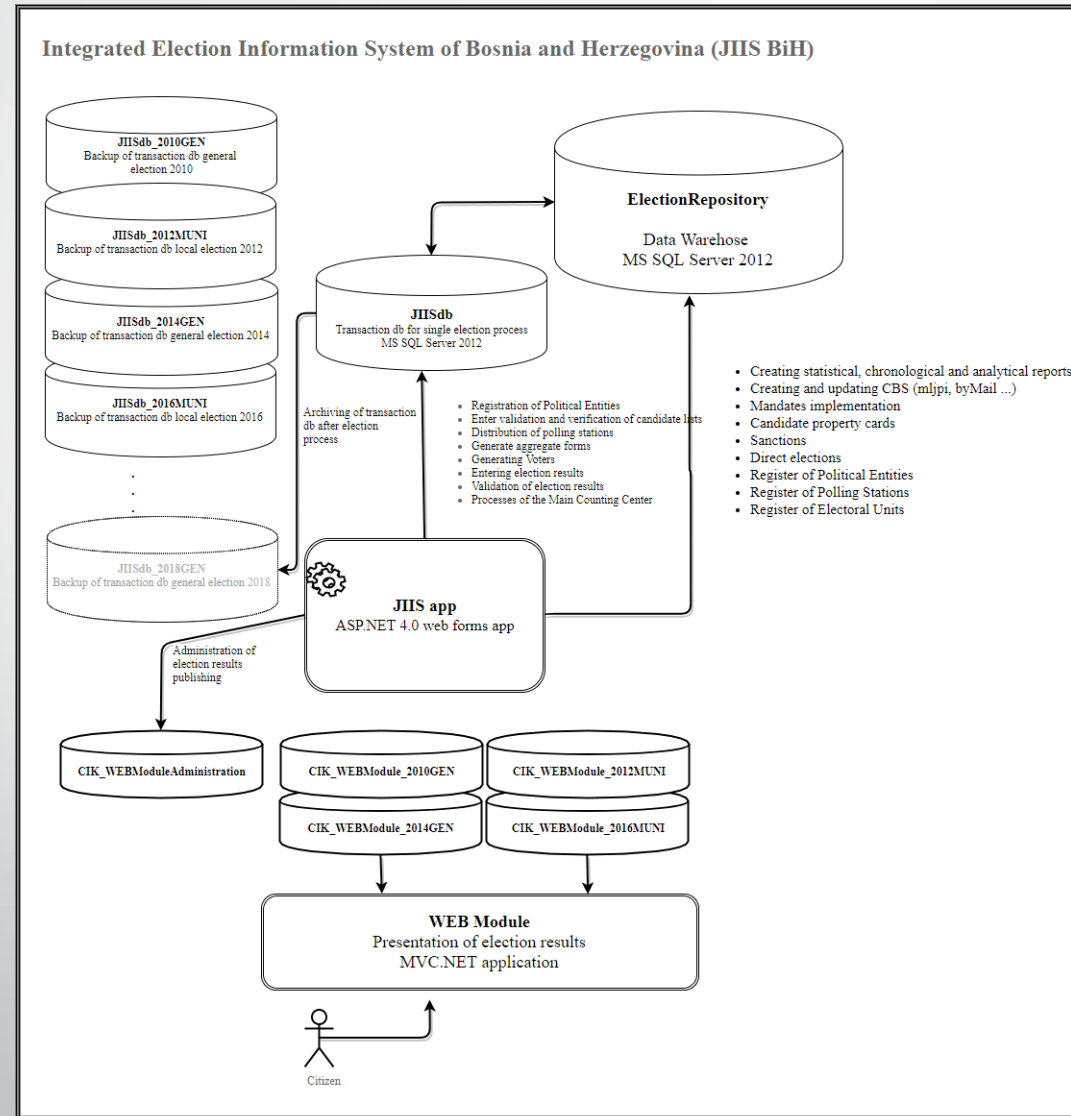 Integrated Election Information System of Bosnia and Herzegovina (JIIS BiH)
JIISdb_2010GEN
Backup of transaction db general
election 2010
JIISdb_2012MUNI
Backup of transaction db local election 2012
JIISdb_2014GEN
Backup of transaction db general election 2014
JIISdb_2016MUNI
Backup of transaction db local election 2016
.
.
.
JIISdb_2018GEN
Backup of transaction db general election 2018
JIISdb
Transaction db for single election process
MS SQL Server 2012
ElectionRepository
Data Warehose
MS SQL Server 2012
Archiving of transaction
db after election
process
• Registration of Political Entities
• Enter validation and verification of candidate lists
• Distribution of polling stations
• Generate aggregate forms
• Generating Voters
• Entering election results
• Validation of election results
• Processes of the Main Counting Center
• Creating statistical, chronological and analytical reports
• Creating and updating CBS (mljpi, byMail ...)
• Mandates implementation
• Candidate property cards
• Sanctions
• Direct elections
• Register of Political Entities
• Register of Polling Stations
• Register of Electoral Units
JIIS app
ASP.NET 4.0 web forms app
Administration of
election results
publishing
CIK_WEBModuleAdministration
CIK_WEBModule_2010GEN
CIK_WEBModule_2012MUNI
CIK_WEBModule_2014GEN
CIK_WEBModule_2016MUNI
WEB Module
Presentation of election results
MVC.NET application
Citizen